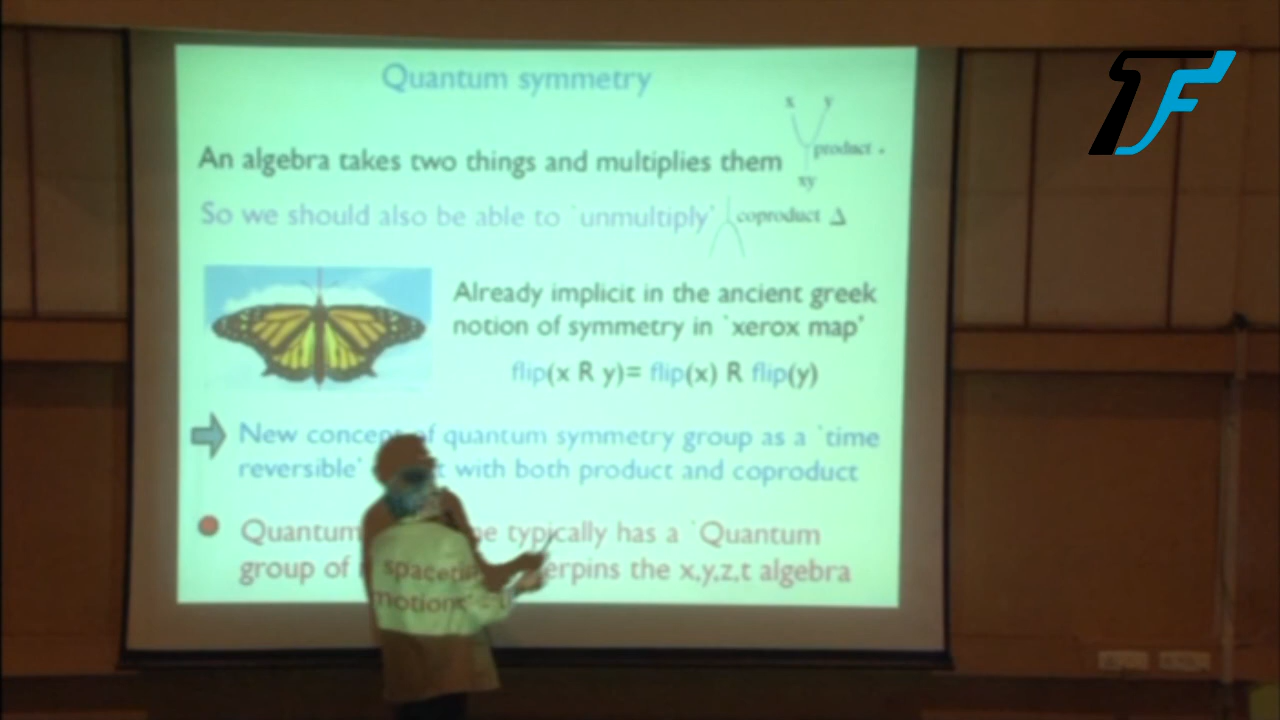 TF
Quantum symmetry
x y
An algebra takes two things and multiplies them
product .
xy
So we should also be able to `unmultiply'
coproduct Δ
Already implicit in the ancient greek
notion of symmetry in `xerox map'
flip(x R y)= flip(x) R flip(y)
New concept of quantum symmetry group as a `time
reversible' with both product and coproduct
Quantum typically has a `Quantum
group of spacetime the x,y,z,t algebra
motions'